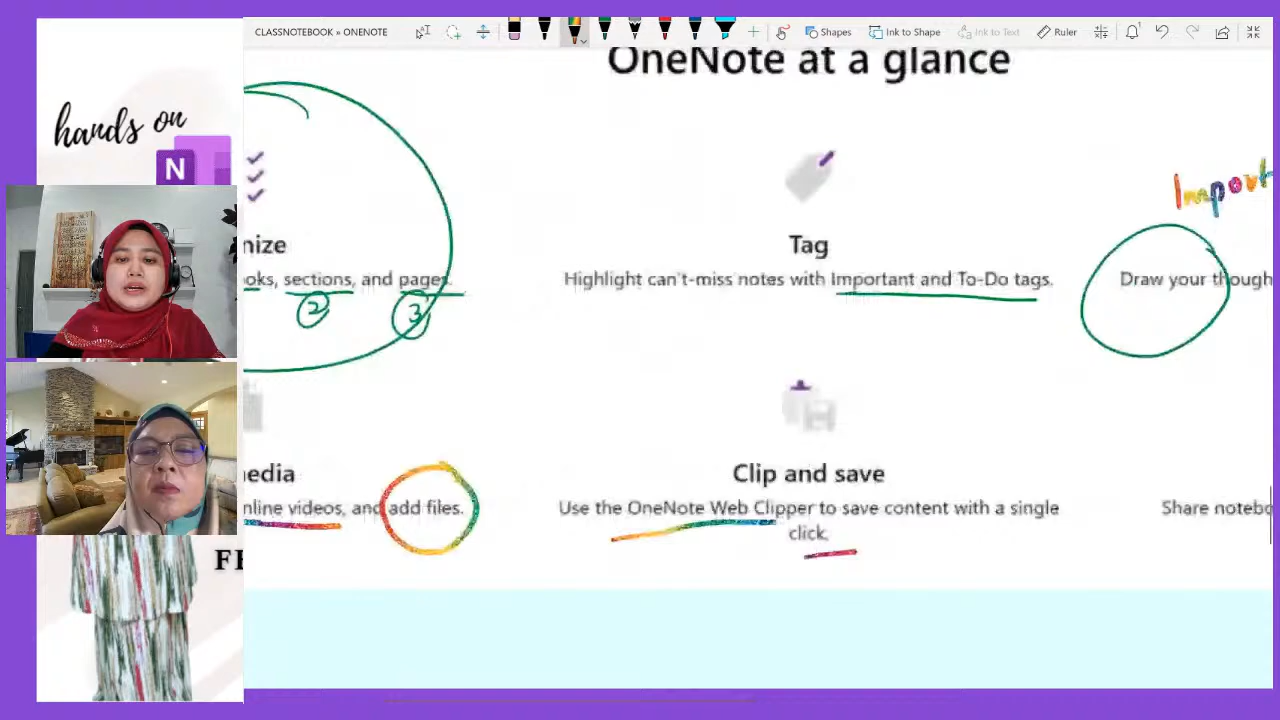 CLASSNOTEBOOK » ONENOTE
Shapes
Ink to Shape
Ink to Text
Ruler
OneNote at a glance
hands on
N
Import
nize
Tag
ooks, sections, and pages.
Highlight can't-miss notes with Important and To-Do tags.
Draw your though
2
3
edia
Clip and save
nline videos, and add files.
Use the OneNote Web Clipper to save content with a single
click.
Share notebo
FE